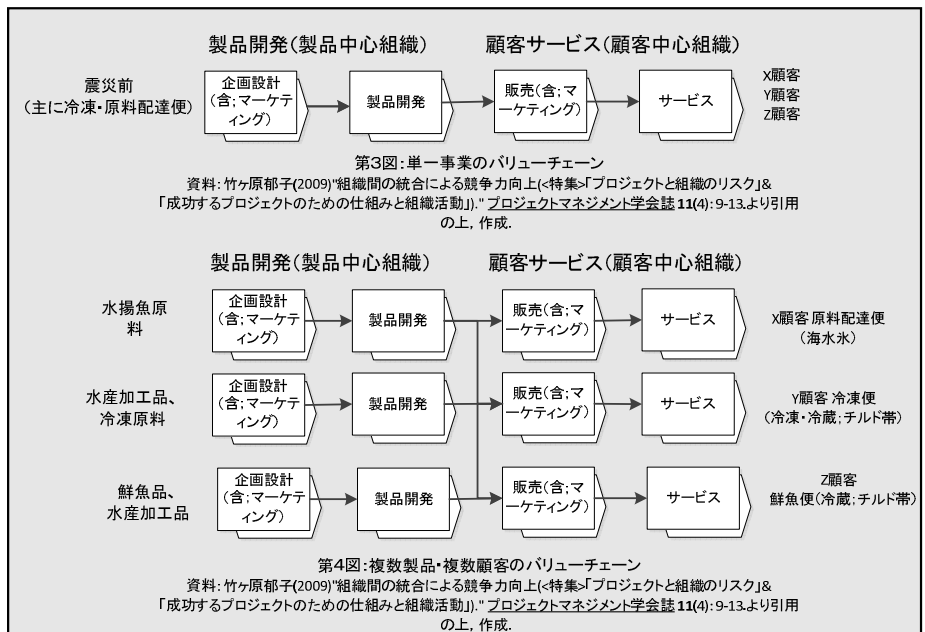 製品開発(製品中心組織)
顧客サービス(顧客中心組織)
震災前
(主に冷凍・原料配達便)
企画設計
(含;マーケテ
ィング)
製品開発
販売(含;マ
ーケティング)
サービス
X顧客
Y顧客
Z顧客
第3図:単一事業のバリューチェーン
資料: 竹ヶ原郁子(2009)"組織間の統合による競争力向上(<特集>「プロジェクトと組織のリスク」&
「成功するプロジェクトのための仕組みと組織活動」)." プロジェクトマネジメント学会誌 11(4): 9-13.より引用
の上, 作成.
製品開発(製品中心組織)
顧客サービス(顧客中心組織)
水揚魚原
料
企画設計
(含;マーケテ
ィング)
製品開発
販売(含;マ
ーケティング)
サービス
X顧客 原料配達便
(海水氷)
水産加工品、
冷凍原料
企画設計
(含;マーケテ
ィング)
製品開発
販売(含;マ
ーケティング)
サービス
Y顧客 冷凍便
(冷凍・冷蔵;チルド帯)
鮮魚品、
水産加工品
企画設計
(含;マーケテ
ィング)
製品開発
販売(含;マ
ーケティング)
サービス
Z顧客
鮮魚便(冷蔵;チルド帯)
第4図:複数製品・複数顧客のバリューチェーン
資料: 竹ヶ原郁子(2009)"組織間の統合による競争力向上(<特集>「プロジェクトと組織のリスク」&
「成功するプロジェクトのための仕組みと組織活動」)." プロジェクトマネジメント学会誌 11(4): 9-13.より引用
の上, 作成.